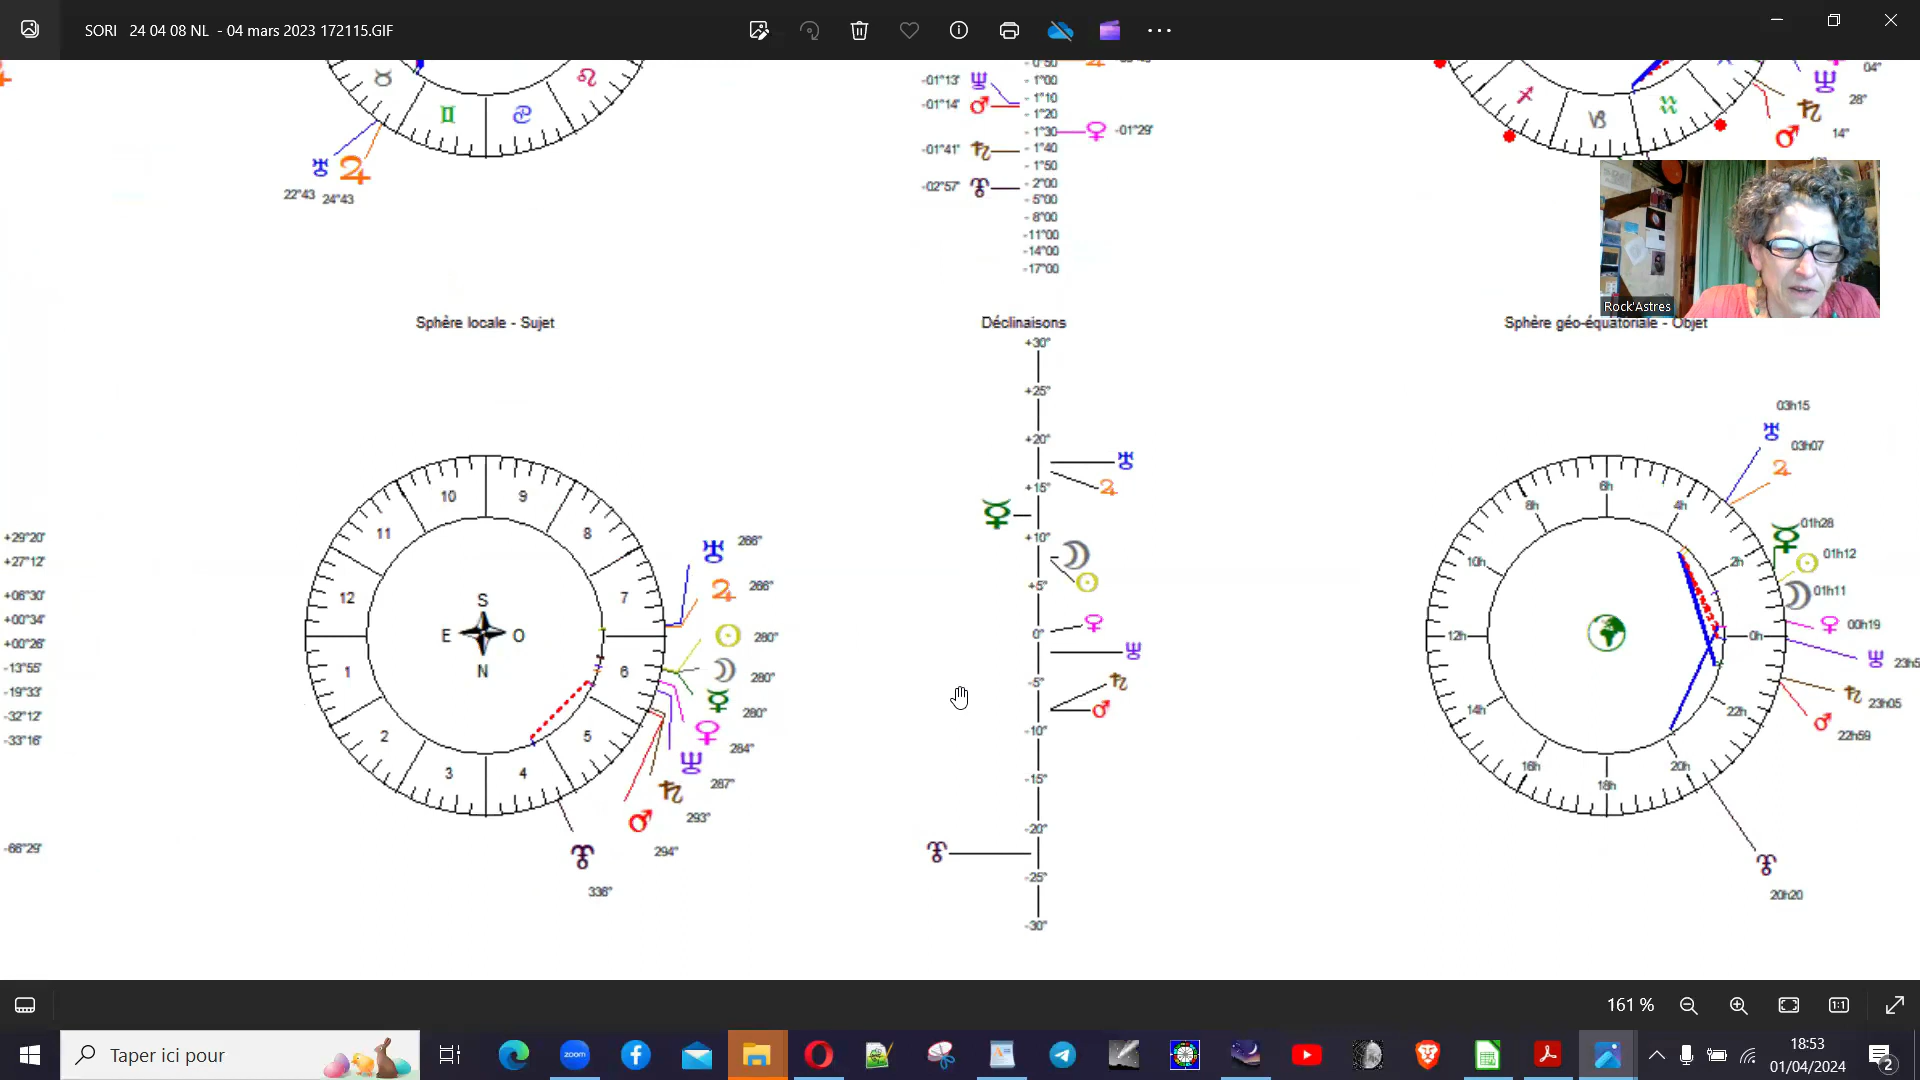 SORI 24 04 08 NL - 04 mars 2023 172115.GIF
22°43
24°43
-01°13'
-01°14'
-01°41'
-02°57'
- 0°50
- 1°00
- 1°10
- 1°20
- 1°30
- 1°40
- 1°50
- 2°00
- 5°00
- 8°00
-11°00
-14°00
-17°00
-01°29'
04°
28°
14°
Rock'Astres
Sphère locale - Sujet
Déclinaisons
Sphère géo-équatoriale - Objet
+29°20'
+27°12'
+06°30'
+00°34'
+00°26'
-13°55'
-19°33'
-32°12'
-33°16'
-66°29'
10
9
11
8
12
7
1
6
2
5
3
4
S
E
O
N
266°
266°
280°
280°
280°
284°
287°
293°
294°
336°
+30°
+25°
+20°
+15°
+10°
+5°
0°
-5°
-10°
-15°
-20°
-25°
-30°
6h
8h
4h
10h
2h
12h
0h
14h
22h
16h
20h
18h
03h15
03h07
01h28
01h12
01h11
00h19
23h5
23h05
22h59
20h20
161 %
Taper ici pour
zoom
18:53
01/04/2024
2